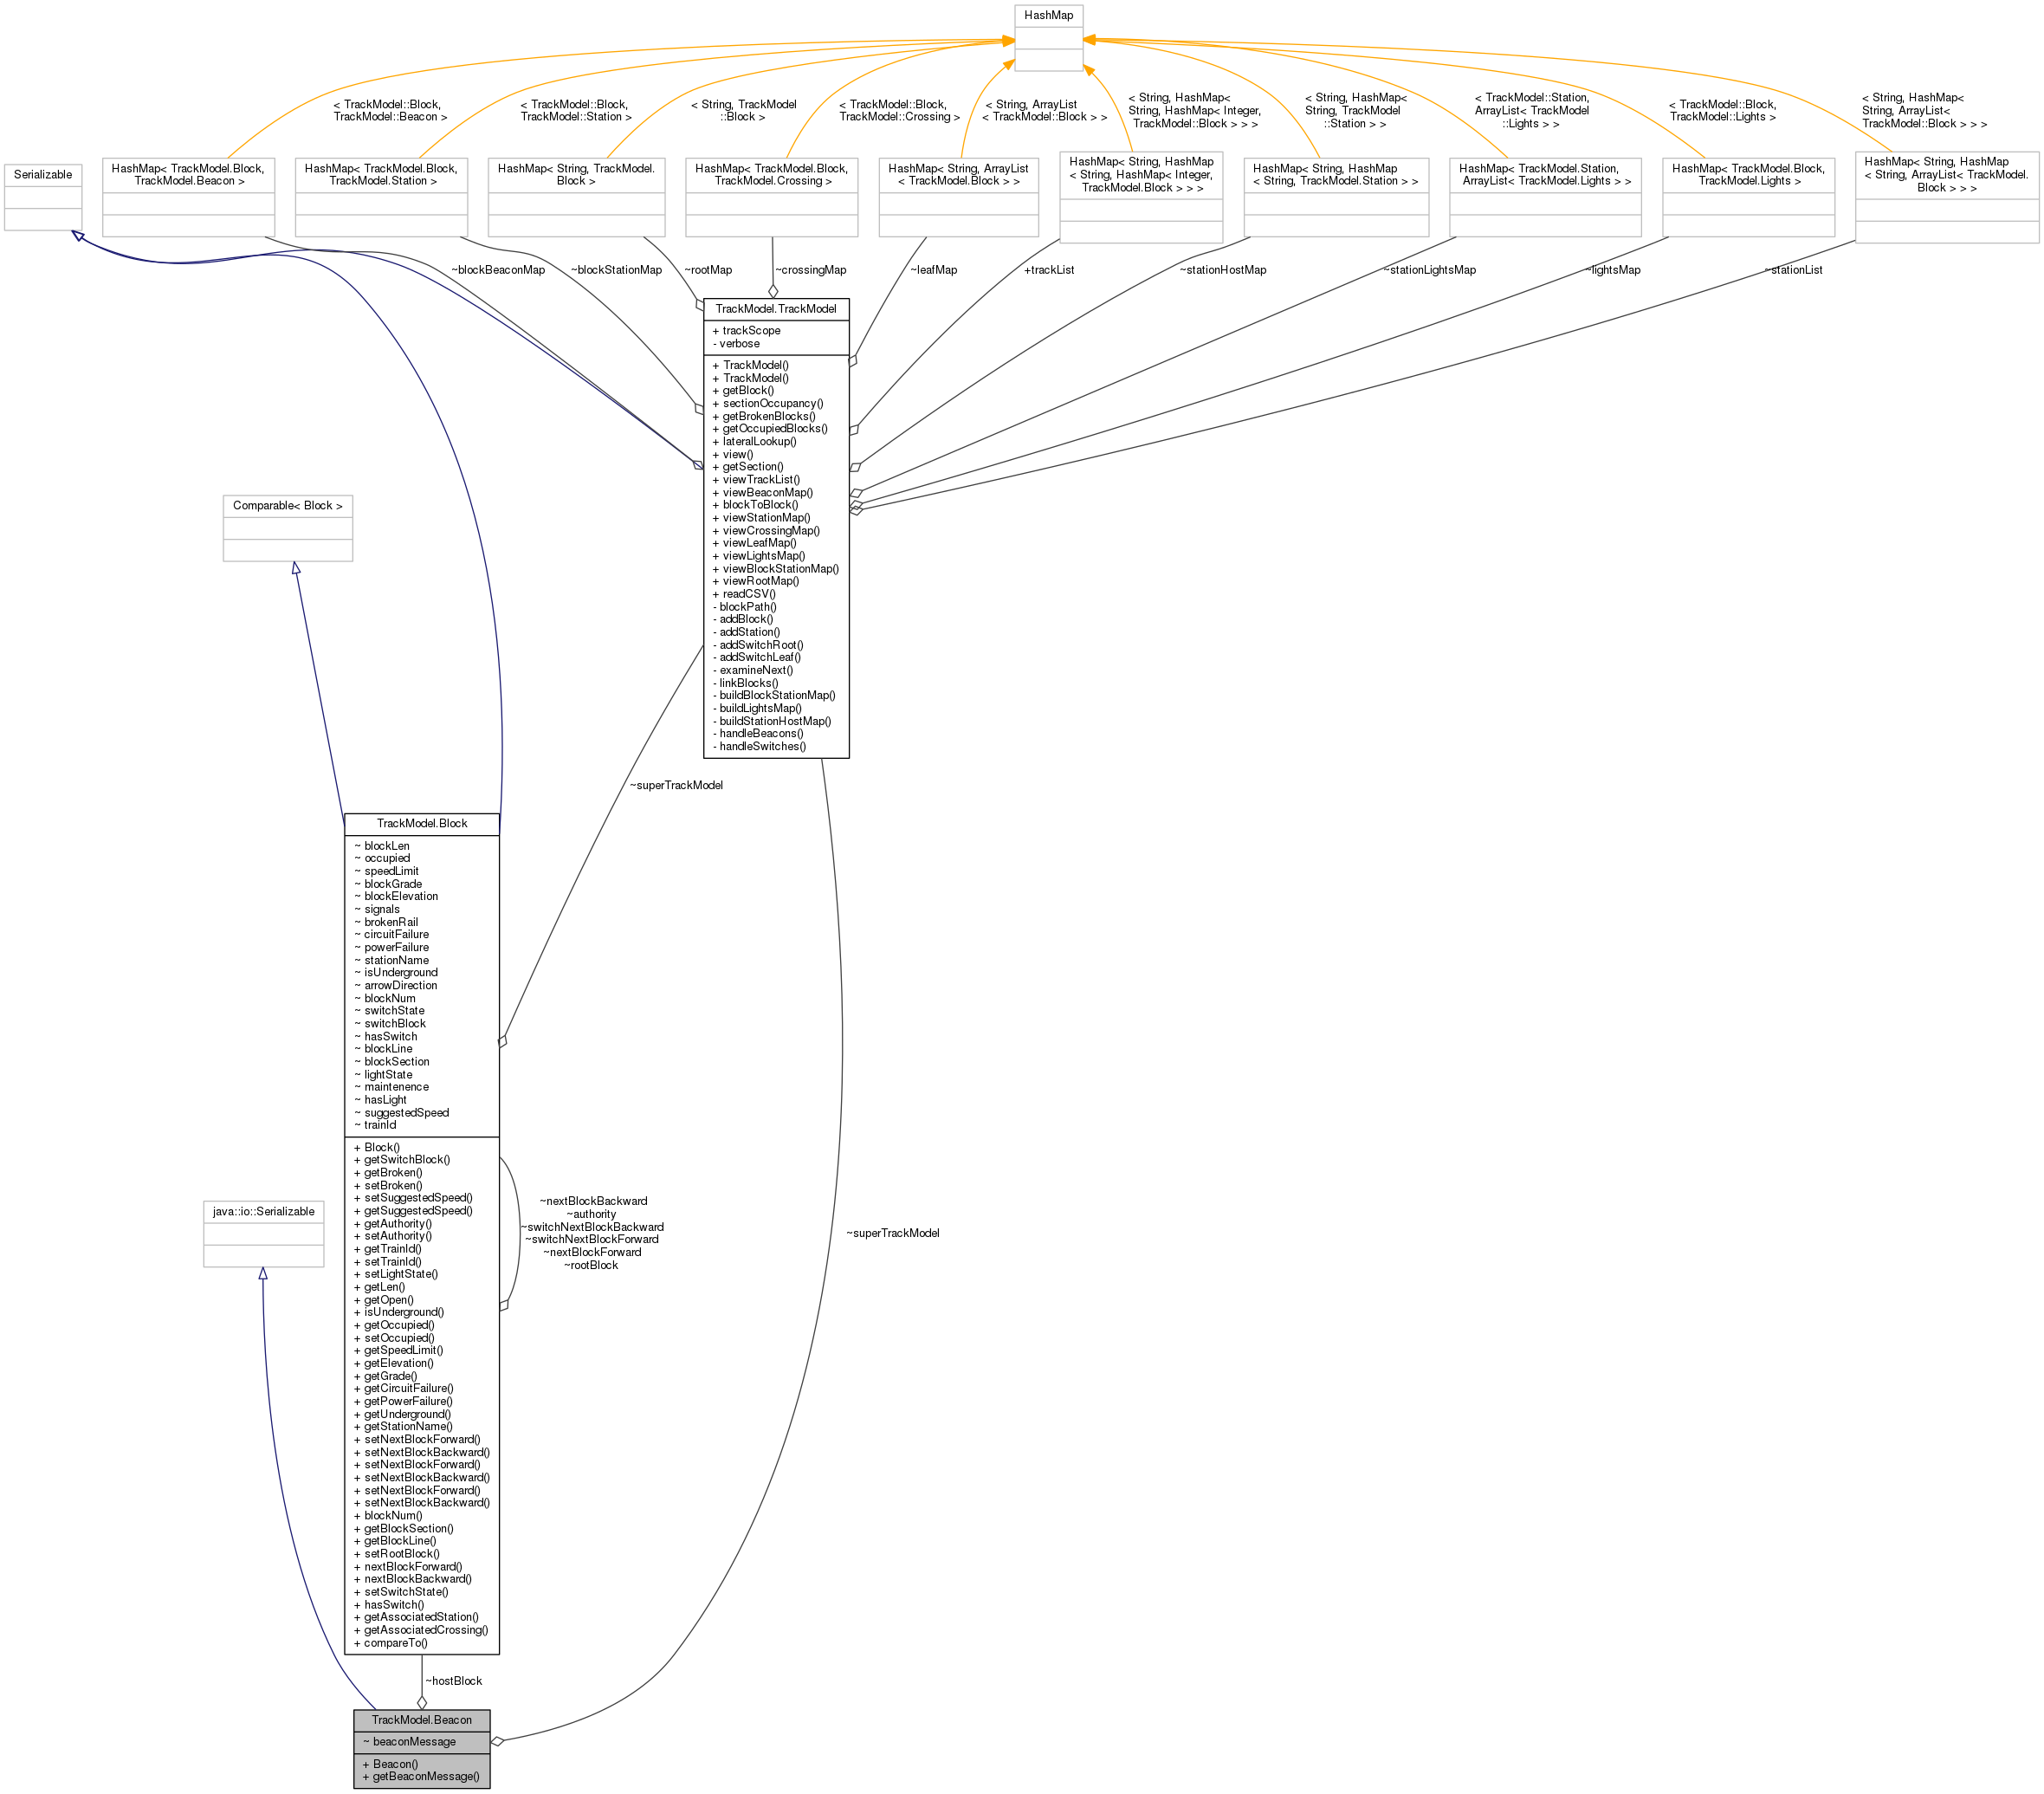 HashMap
< TrackModel::Block,
TrackModel::Beacon >
< TrackModel::Block,
TrackModel::Station >
< String, TrackModel
::Block >
< TrackModel::Block,
TrackModel::Crossing >
< String, ArrayList
< TrackModel::Block > >
< String, HashMap<
String, HashMap< Integer,
TrackModel::Block > > >
< String, HashMap<
String, TrackModel
::Station > >
< TrackModel::Station,
ArrayList< TrackModel
::Lights > >
< TrackModel::Block,
TrackModel::Lights >
< String, HashMap<
String, ArrayList<
TrackModel::Block > > >
Serializable
HashMap< TrackModel.Block,
TrackModel.Beacon >
HashMap< TrackModel.Block,
TrackModel.Station >
HashMap< String, TrackModel.
Block >
HashMap< TrackModel.Block,
TrackModel.Crossing >
HashMap< String, ArrayList
< TrackModel.Block > >
HashMap< String, HashMap
< String, HashMap< Integer,
TrackModel.Block > > >
HashMap< String, HashMap
< String, TrackModel.Station > >
HashMap< TrackModel.Station,
ArrayList< TrackModel.Lights > >
HashMap< TrackModel.Block,
TrackModel.Lights >
HashMap< String, HashMap
< String, ArrayList< TrackModel.
Block > > >
~blockBeaconMap
~blockStationMap
~rootMap
~crossingMap
~leafMap
+trackList
~stationHostMap
~stationLightsMap
~lightsMap
~stationList
TrackModel.TrackModel
+ trackScope
- verbose
+ TrackModel()
+ TrackModel()
+ getBlock()
+ sectionOccupancy()
+ getBrokenBlocks()
+ getOccupiedBlocks()
+ lateralLookup()
+ view()
+ getSection()
+ viewTrackList()
+ viewBeaconMap()
+ blockToBlock()
+ viewStationMap()
+ viewCrossingMap()
+ viewLeafMap()
+ viewLightsMap()
+ viewBlockStationMap()
+ viewRootMap()
+ readCSV()
- blockPath()
- addBlock()
- addStation()
- addSwitchRoot()
- addSwitchLeaf()
- examineNext()
- linkBlocks()
- buildBlockStationMap()
- buildLightsMap()
- buildStationHostMap()
- handleBeacons()
- handleSwitches()
Comparable< Block >
~superTrackModel
TrackModel.Block
~ blockLen
~ occupied
~ speedLimit
~ blockGrade
~ blockElevation
~ signals
~ brokenRail
~ circuitFailure
~ powerFailure
~ stationName
~ isUnderground
~ arrowDirection
~ blockNum
~ switchState
~ switchBlock
~ hasSwitch
~ blockLine
~ blockSection
~ lightState
~ maintenence
~ hasLight
~ suggestedSpeed
~ trainId
+ Block()
+ getSwitchBlock()
+ getBroken()
+ setBroken()
+ setSuggestedSpeed()
+ getSuggestedSpeed()
+ getAuthority()
+ setAuthority()
+ getTrainId()
+ setTrainId()
+ setLightState()
+ getLen()
+ getOpen()
+ isUnderground()
+ getOccupied()
+ setOccupied()
+ getSpeedLimit()
+ getElevation()
+ getGrade()
+ getCircuitFailure()
+ getPowerFailure()
+ getUnderground()
+ getStationName()
+ setNextBlockForward()
+ setNextBlockBackward()
+ setNextBlockForward()
+ setNextBlockBackward()
+ setNextBlockForward()
+ setNextBlockBackward()
+ blockNum()
+ getBlockSection()
+ getBlockLine()
+ setRootBlock()
+ nextBlockForward()
+ nextBlockBackward()
+ setSwitchState()
+ hasSwitch()
+ getAssociatedStation()
+ getAssociatedCrossing()
+ compareTo()
java::io::Serializable
~nextBlockBackward
~authority
~switchNextBlockBackward
~switchNextBlockForward
~nextBlockForward
~rootBlock
~superTrackModel
~hostBlock
TrackModel.Beacon
~ beaconMessage
+ Beacon()
+ getBeaconMessage()